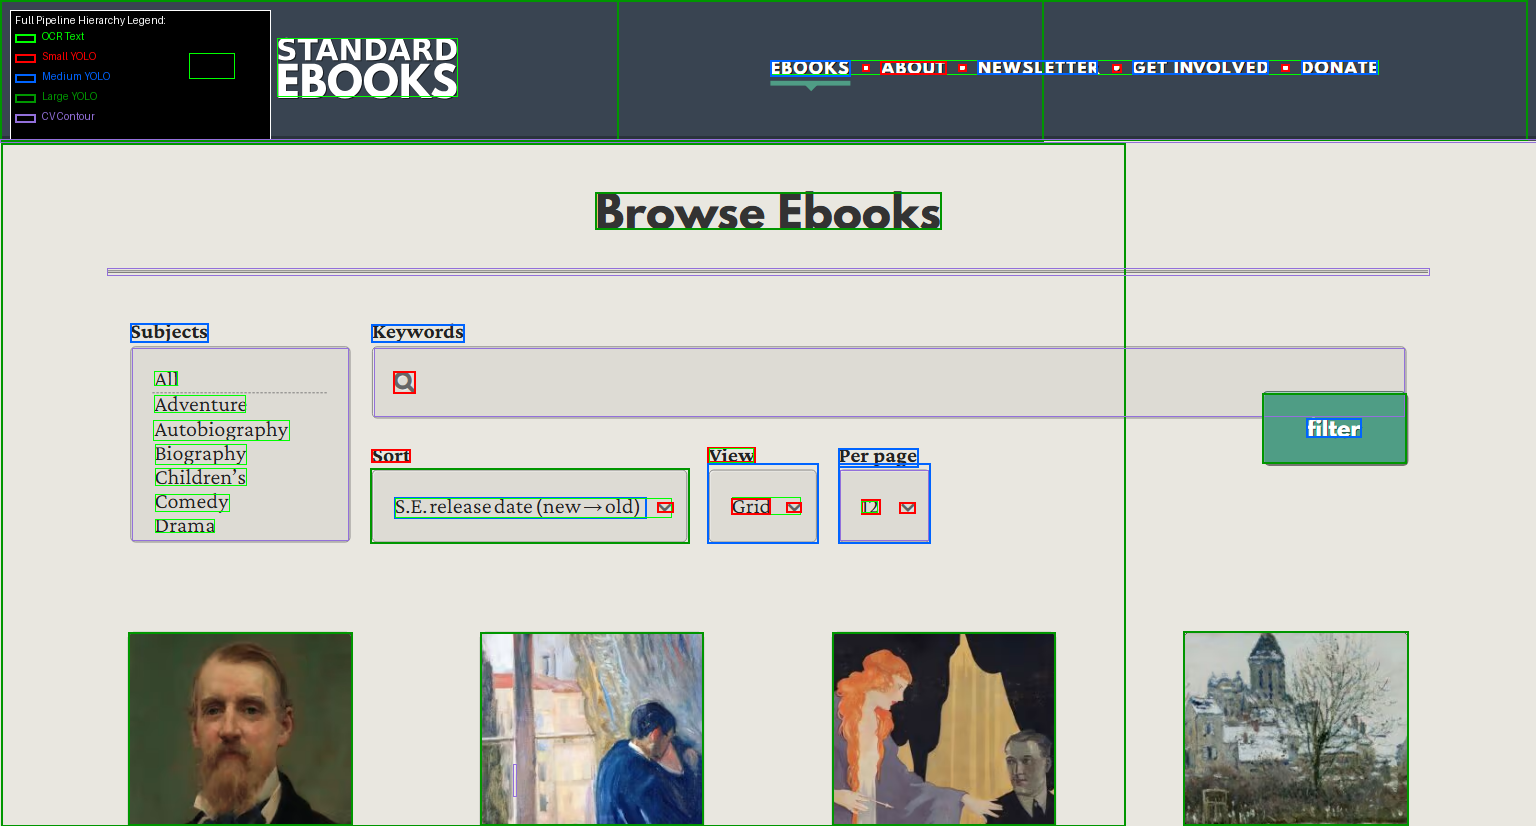 Full Pipeline Hierarchy Legend:
OCR Text
Small YOLO
Medium YOLO
Large YOLO
CV Contour
STANDARD
EBOOKS
EBOOKS ABOUT NEWSLETTER GET INVOLVED DONATE
Browse Ebooks
Subjects
All
Adventure
Autobiography
Biography
Children’s
Comedy
Drama
Keywords
Sort
S.E. release date (new → old)
View
Grid
Per page
12
filter